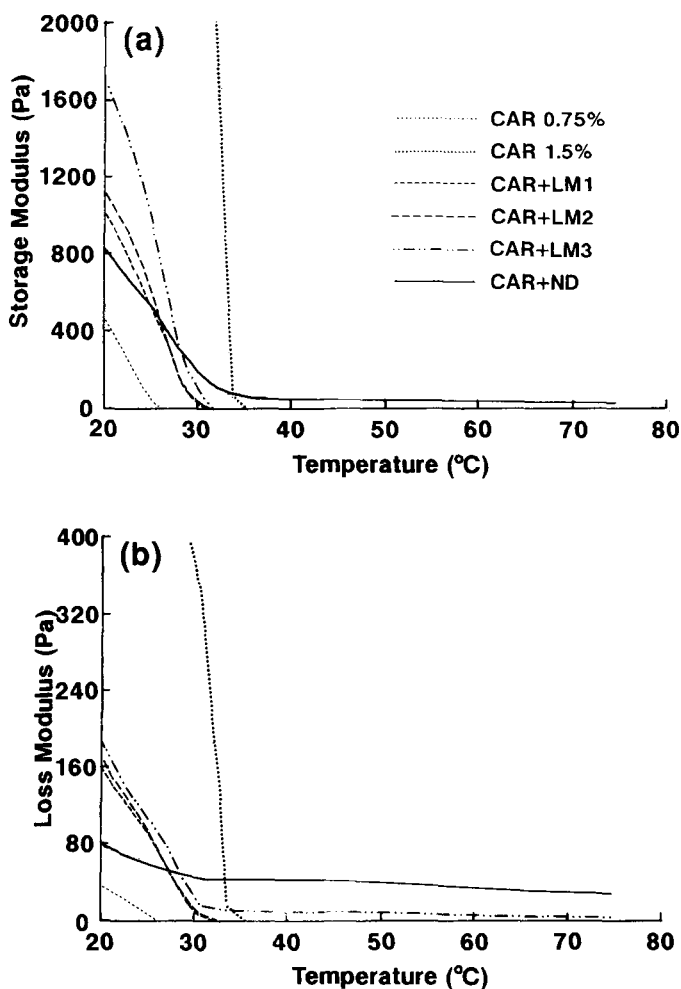 (a)
2000
1600
1200
800
400
0
Storage Modulus (Pa)
20 30 40 50 60 70 80
Temperature (°C)
CAR 0.75%
CAR 1.5%
CAR+LM1
CAR+LM2
CAR+LM3
CAR+ND
(b)
400
320
240
160
80
0
Loss Modulus (Pa)
20 30 40 50 60 70 80
Temperature (°C)